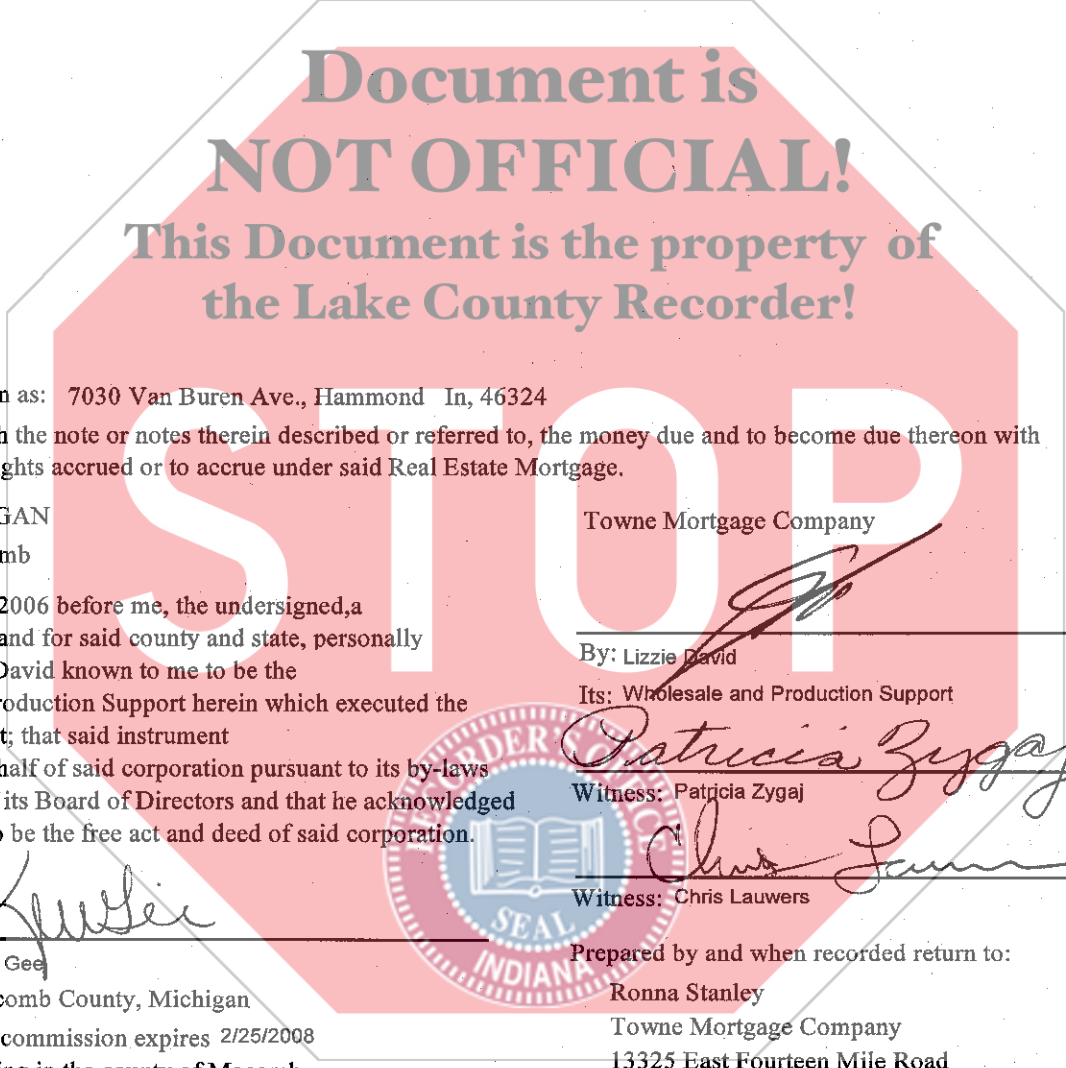 Document is
NOT OFFICIAL!
This Document is the property of
the Lake County Recorder!
STOP
n as: 7030 Van Buren Ave., Hammond In, 46324
h the note or notes therein described or referred to, the money due and to become due thereon with
ghts accrued or to accrue under said Real Estate Mortgage.
GAN
mb
2006 before me, the undersigned,a
and for said county and state, personally
David known to me to be the
roduction Support herein which executed the
t; that said instrument
half of said corporation pursuant to its by-laws
its Board of Directors and that he acknowledged
o be the free act and deed of said corporation.
Gee
comb County, Michigan
commission expires 2/25/2008
ing in the county of Macomb
Towne Mortgage Company
By: Lizzie David
Its: Wholesale and Production Support
Patricia Zygaj
Witness: Patricia Zygaj
Chris Lauwers
Witness: Chris Lauwers
Prepared by and when recorded return to:
Ronna Stanley
Towne Mortgage Company
13325 East Fourteen Mile Road
RECORDER'S OFFICE
SEAL
INDIANA